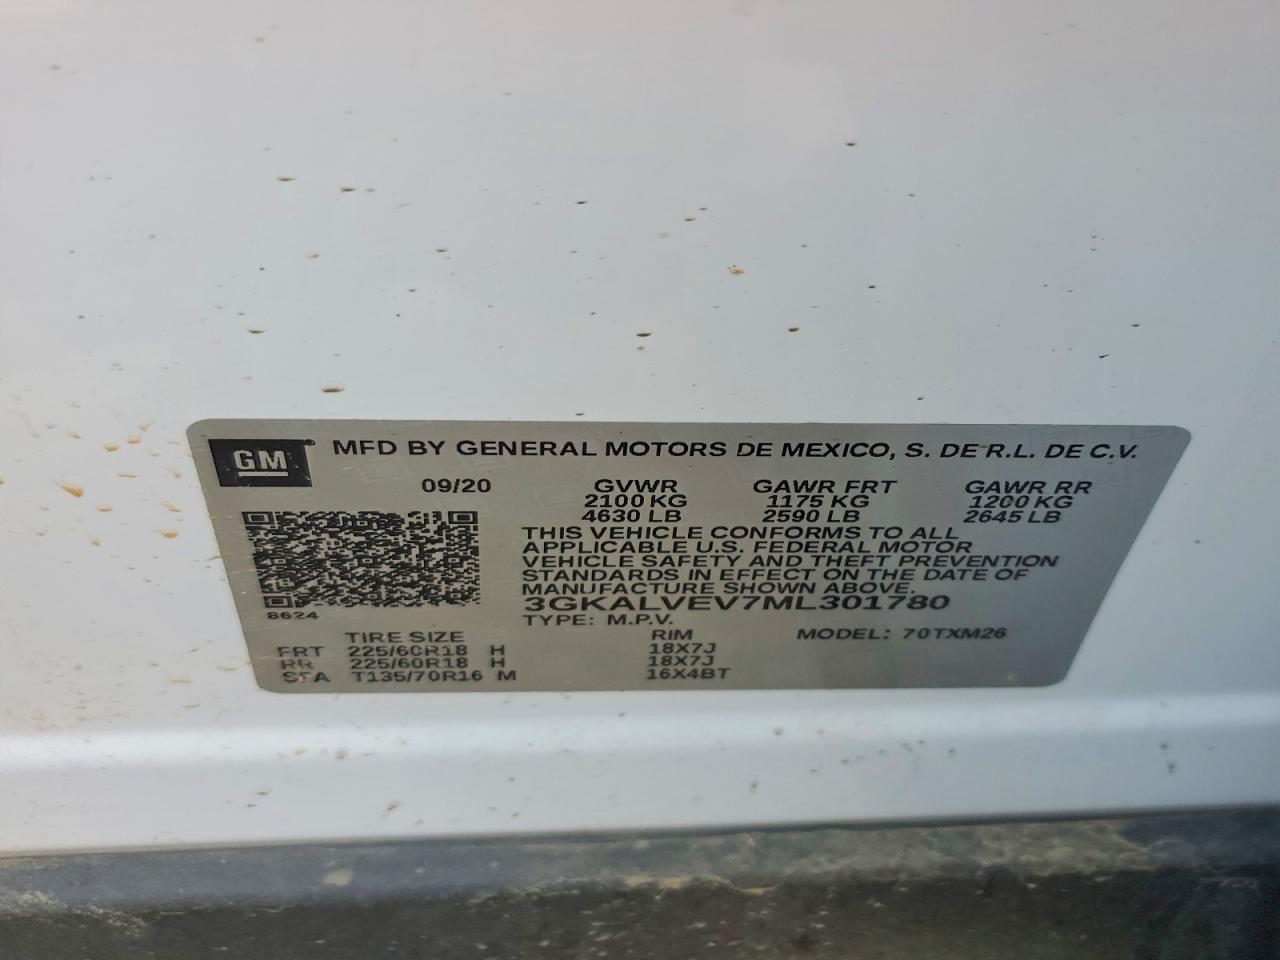 GM MFD BY GENERAL MOTORS DE MEXICO, S. DE R.L. DE C.V.
09/20 GVWR GAWR FRT GAWR RR
2100 KG 1175 KG 1200 KG
4630 LB 2590 LB 2645 LB
THIS VEHICLE CONFORMS TO ALL
APPLICABLE U.S. FEDERAL MOTOR
VEHICLE SAFETY AND THEFT PREVENTION
STANDARDS IN EFFECT ON THE DATE OF
MANUFACTURE SHOWN ABOVE.
3GKALVEV7ML301780
8624
TYPE: M.P.V.
TIRE SIZE RIM MODEL: 70TXM26
FRT 225/60R18 H 18X7J
RR 225/60R18 H 18X7J
SPA T135/70R16 M 16X4BT